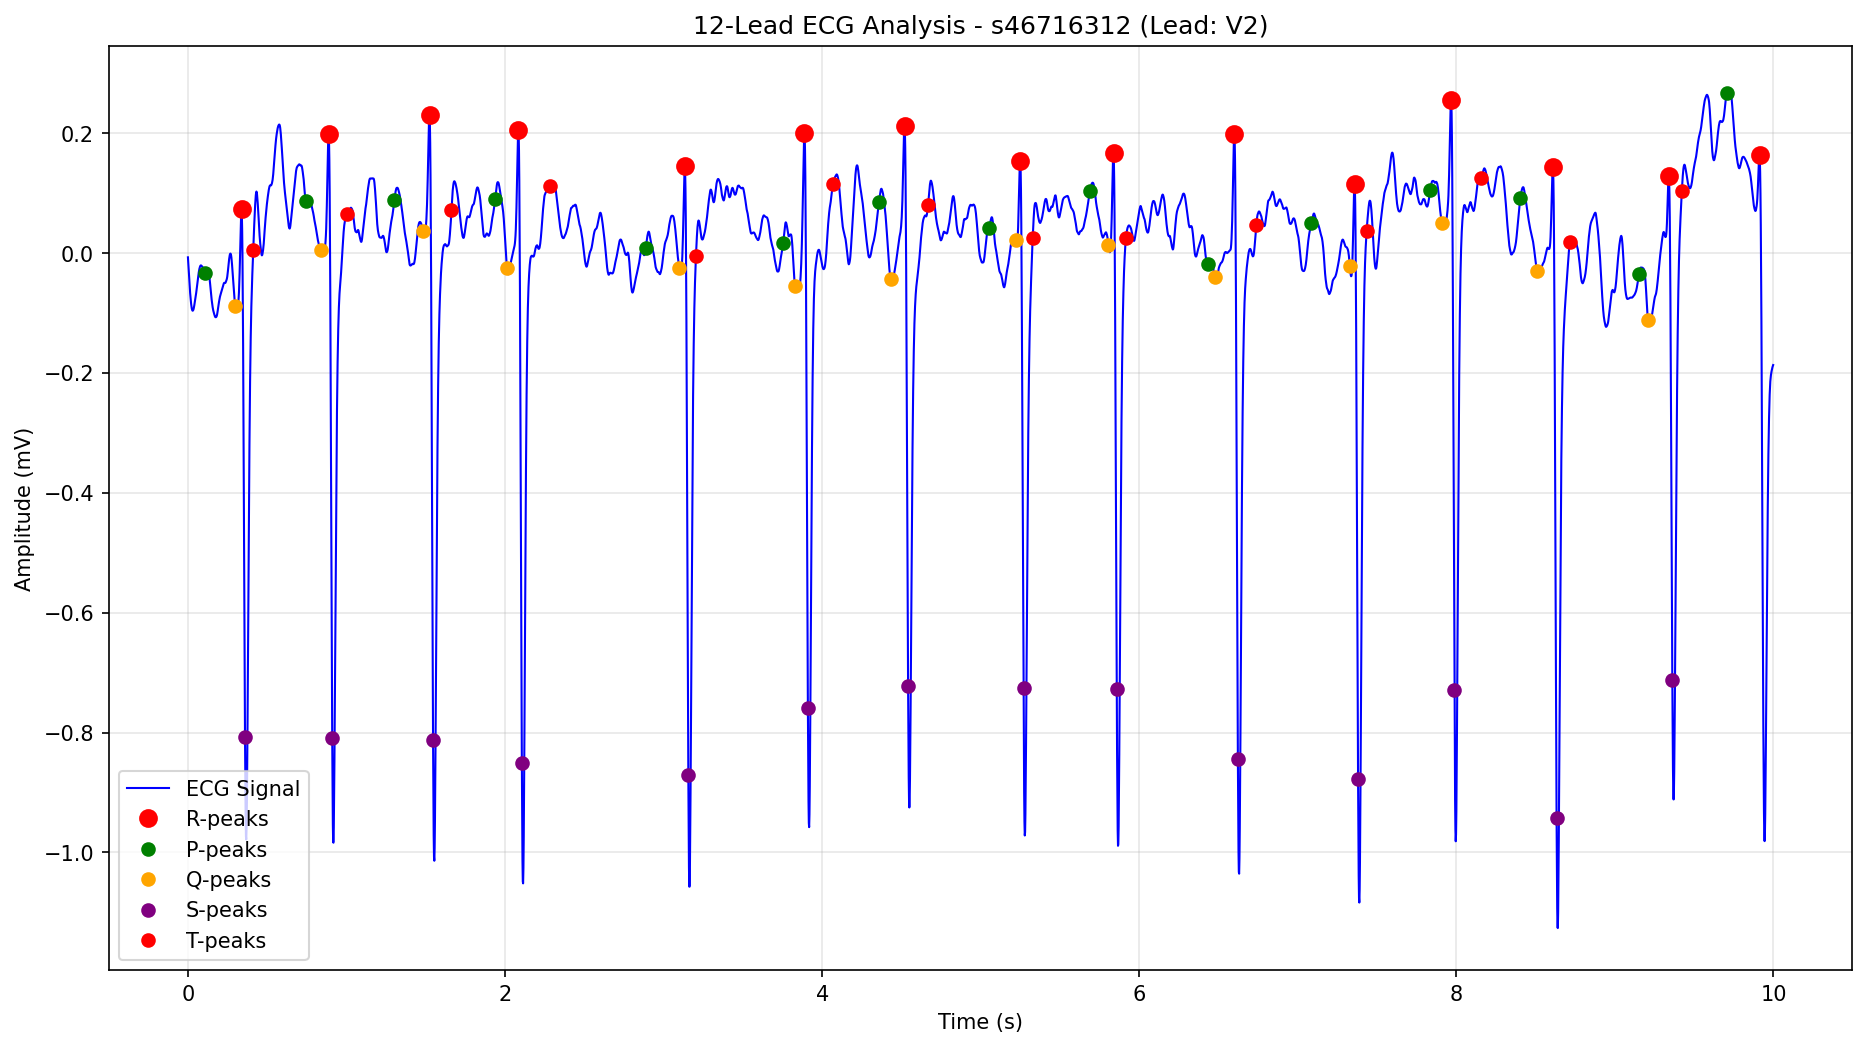 12-Lead ECG Analysis - s46716312 (Lead: V2)
Amplitude (mV)
0.2
0.0
−0.2
−0.4
−0.6
−0.8
−1.0
ECG Signal
R-peaks
P-peaks
Q-peaks
S-peaks
T-peaks
0 2 4 6 8 10
Time (s)